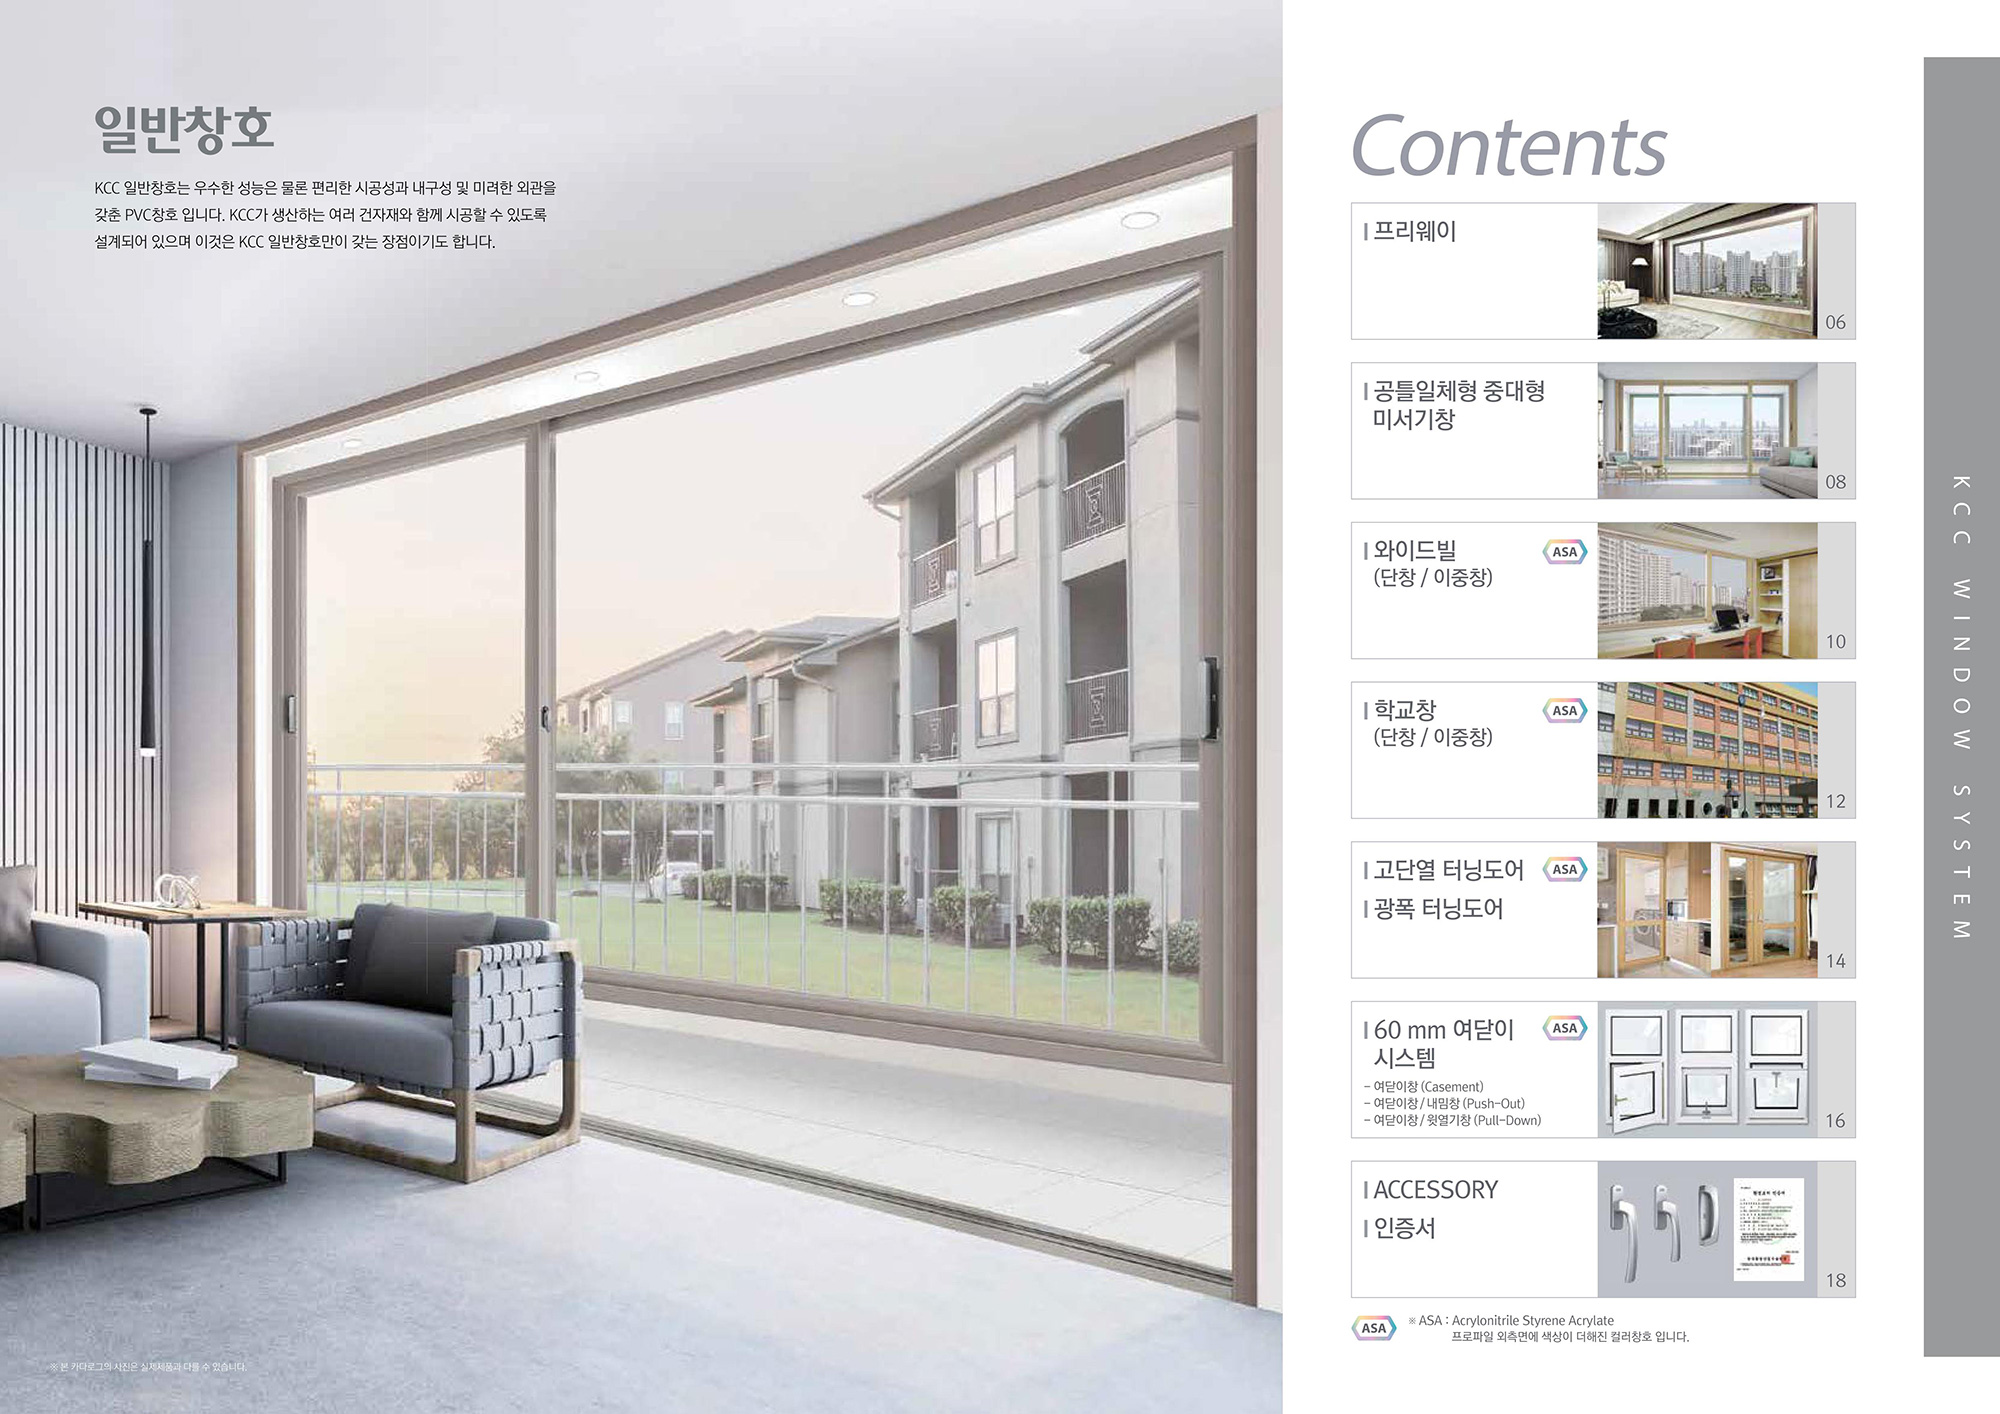 일반창호
KCC 일반창호는 우수한 성능은 물론 편리한 시공성과 내구성 및 미려한 외관을
갖춘 PVC창호 입니다. KCC가 생산하는 여러 건자재와 함께 시공할 수 있도록
설계되어 있으며 이것은 KCC 일반창호만이 갖는 장점이기도 합니다.
※ 본 카다로그의 사진은 실제제품과 다를 수 있습니다.
Contents
프리웨이
06
공틀일체형 중대형
미서기창
08
와이드빌
ASA
(단창 / 이중창)
10
학교창
ASA
(단창 / 이중창)
12
고단열 터닝도어
ASA
광폭 터닝도어
14
60 mm 여닫이
ASA
시스템
- 여닫이창 (Casement)
- 여닫이창 / 내밈창 (Push-Out)
- 여닫이창 / 윗열기창 (Pull-Down)
16
ACCESSORY
인증서
18
ASA
※ ASA : Acrylonitrile Styrene Acrylate
프로파일 외측면에 색상이 더해진 컬러창호 입니다.
KCC WINDOW SYSTEM